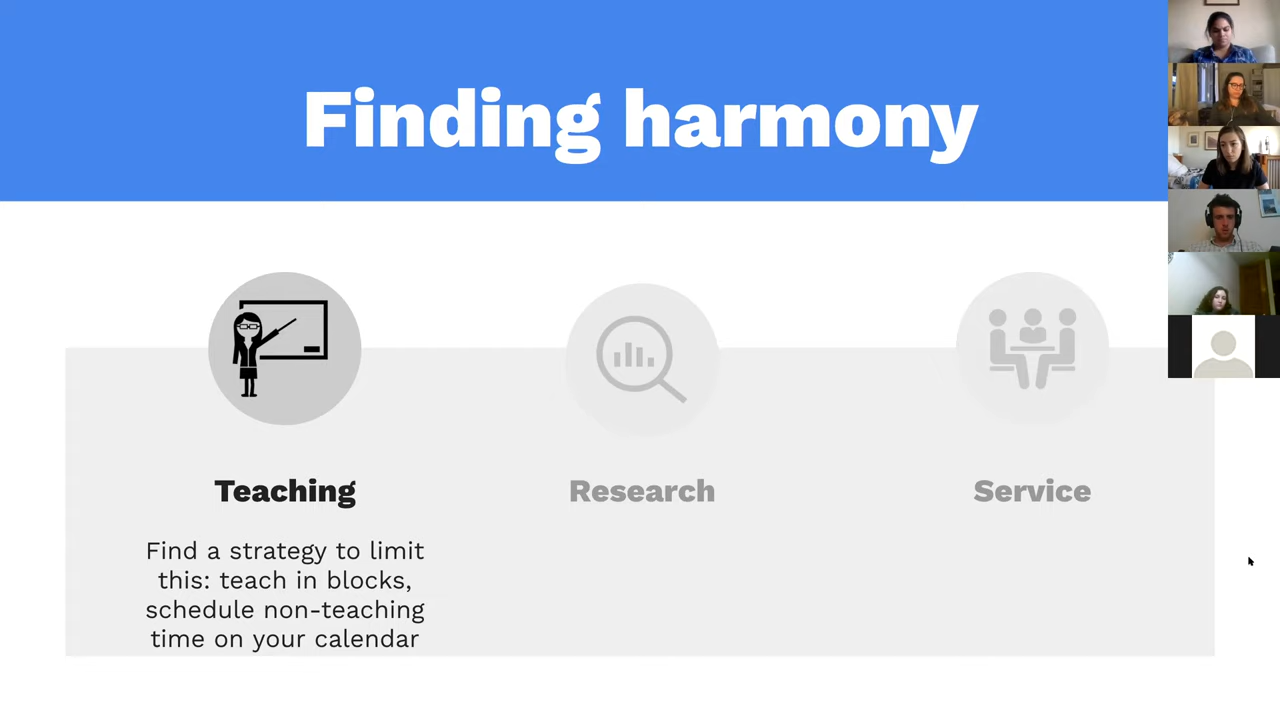 Finding harmony
Teaching
Research
Service
Find a strategy to limit
this: teach in blocks,
schedule non-teaching
time on your calendar